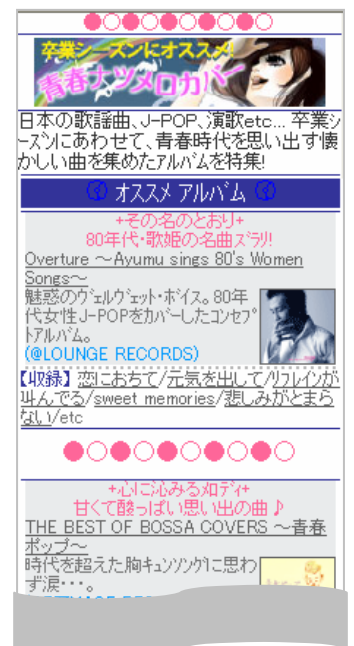 卒業シーズンにオススメ!
青春ナツメロカバー
日本の歌謡曲、J-POP、演歌etc... 卒業シ
ーズンにあわせて、青春時代を思い出す懐
かしい曲を集めたアルバムを特集!
オススメ アルバム
+その名のとおり+
80年代・歌姫の名曲ズラリ!
Overture ～Ayumu sings 80's Women
Songs～
魅惑のヴェルヴェット・ボイス。80年
代女性J-POPをカバーしたコンセプ
トアルバム。
(@LOUNGE RECORDS)
【収録】 恋におちて/元気を出して/リフレインが
叫んでる/sweet memories/悲しみがとまら
ない/etc
+心に沁みるメロディ+
甘くて酸っぱい思い出の曲♪
THE BEST OF BOSSA COVERS ～青春
ポップ～
時代を超えた胸キュンソングに思わ
ず涙・・・。